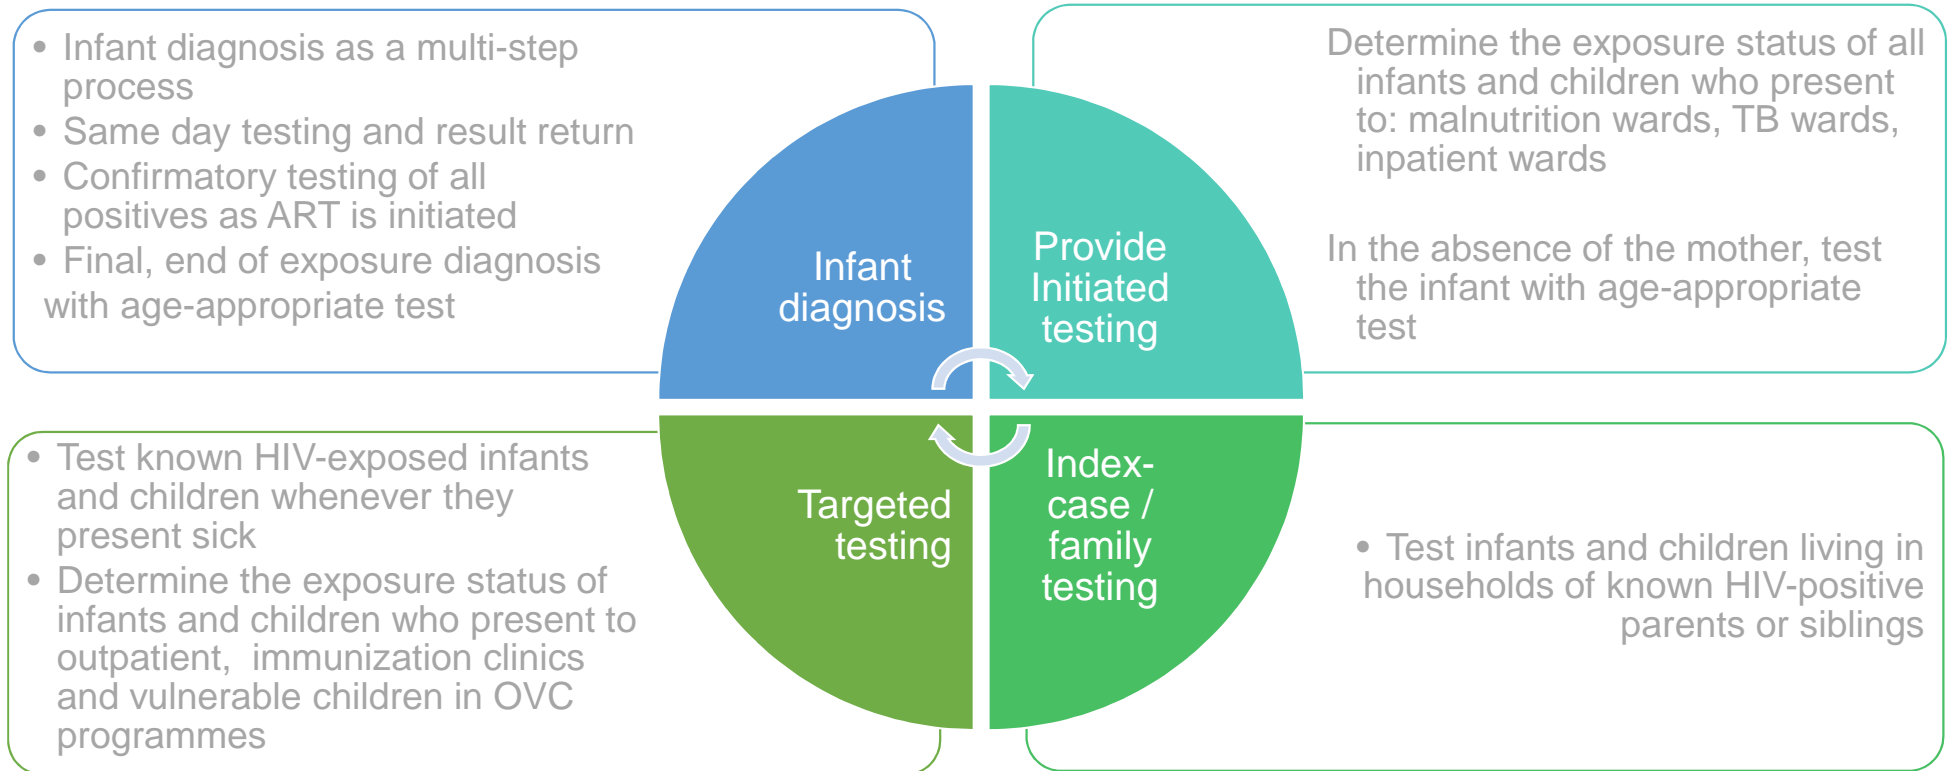 • Infant diagnosis as a multi-step
process
• Same day testing and result return
• Confirmatory testing of all
positives as ART is initiated
• Final, end of exposure diagnosis
with age-appropriate test
Determine the exposure status of all
infants and children who present
to: malnutrition wards, TB wards,
inpatient wards
In the absence of the mother, test
the infant with age-appropriate
test
Infant
diagnosis
Provide
Initiated
testing
Targeted
testing
Index-
case /
family
testing
• Test known HIV-exposed infants
and children whenever they
present sick
• Determine the exposure status of
infants and children who present to
outpatient, immunization clinics
and vulnerable children in OVC
programmes
• Test infants and children living in
households of known HIV-positive
parents or siblings